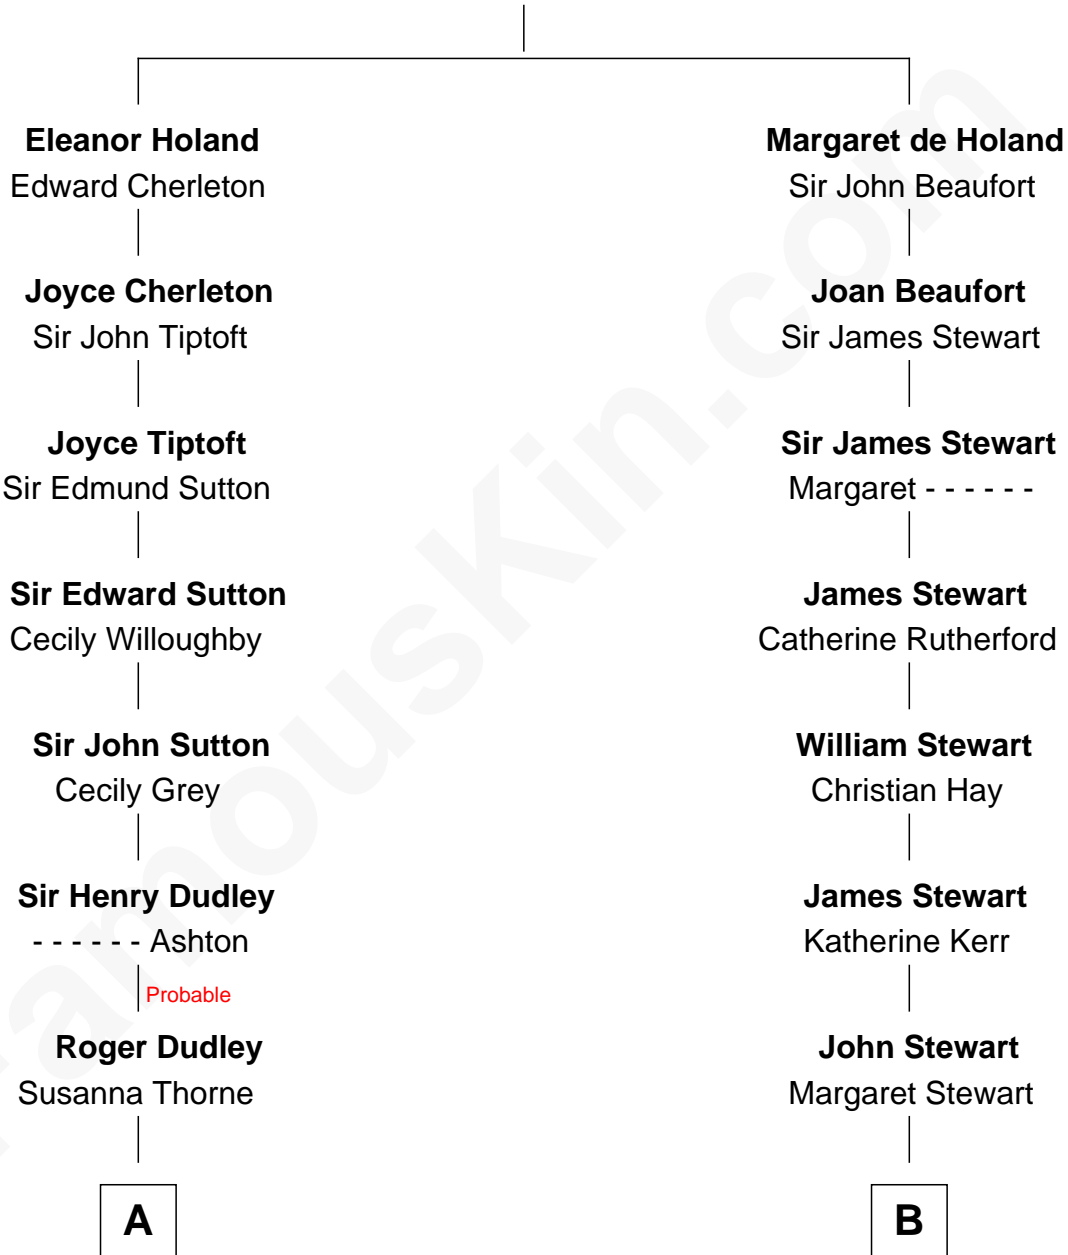 Eleanor Holand
Edward Cherleton
Joyce Cherleton
Sir John Tiptoft
Joyce Tiptoft
Sir Edmund Sutton
Sir Edward Sutton
Cecily Willoughby
Sir John Sutton
Cecily Grey
Sir Henry Dudley
- - - - - - Ashton
Probable
Roger Dudley
Susanna Thorne
A
Margaret de Holand
Sir John Beaufort
Joan Beaufort
Sir James Stewart
Sir James Stewart
Margaret - - - - - -
James Stewart
Catherine Rutherford
William Stewart
Christian Hay
James Stewart
Katherine Kerr
John Stewart
Margaret Stewart
B
FamousKin.com